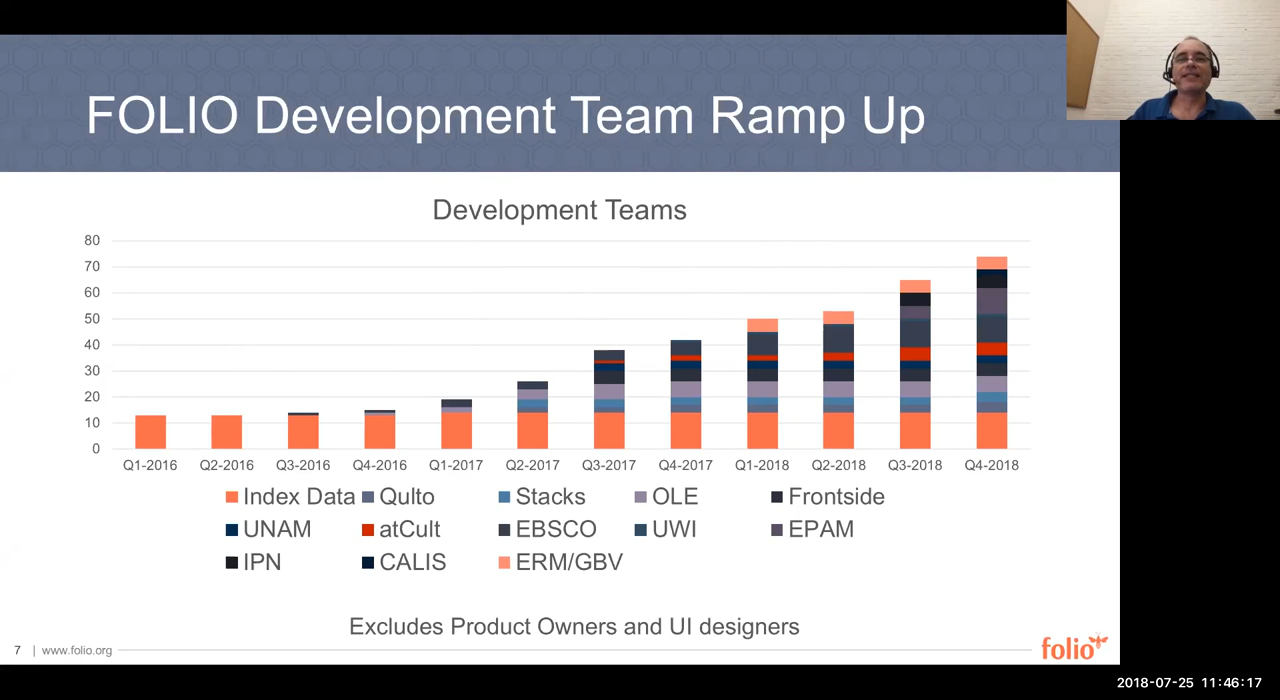 FOLIO Development Team Ramp Up
Development Teams
80
70
60
50
40
30
20
10
0
Q1-2016 Q2-2016 Q3-2016 Q4-2016 Q1-2017 Q2-2017 Q3-2017 Q4-2017 Q1-2018 Q2-2018 Q3-2018 Q4-2018
Index Data Qulto Stacks OLE Frontside
UNAM atCult EBSCO UWI EPAM
IPN CALIS ERM/GBV
Excludes Product Owners and UI designers
7 | www.folio.org
folio
2018-07-25 11:46:17